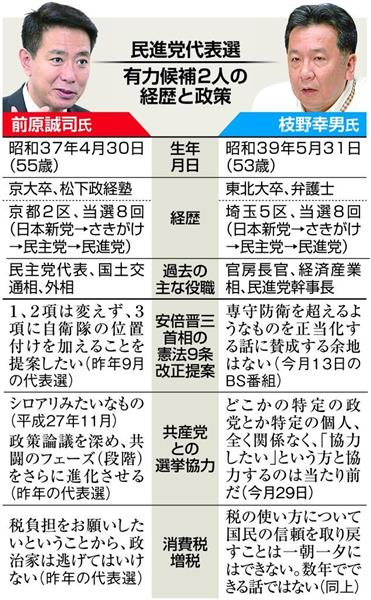 民進党代表選
有力候補2人の
経歴と政策
前原誠司氏
枝野幸男氏
昭和37年4月30日
(55歳)
生年
月日
昭和39年5月31日
(53歳)
京大卒、松下政経塾
京都2区、当選8回
(日本新党→さきがけ
→民主党→民進党)
経歴
東北大卒、弁護士
埼玉5区、当選8回
(日本新党→さきがけ
→民主党→民進党)
民主党代表、国土交
通相、外相
過去の
主な役職
官房長官、経済産業
相、民進党幹事長
1、2項は変えず、3
項に自衛隊の位置
付けを加えることを
提案したい(昨年9月
の代表選)
安倍晋三
首相の
憲法9条
改正提案
専守防衛を超えるよ
うなものを正当化す
る話に賛成する余地
はない(今月13日の
BS番組)
シロアリみたいなもの
(平成27年11月)
政策論議を深め、共
闘のフェーズ(段階)
をさらに進化させる
(昨年の代表選)
共産党
との
選挙協力
どこかの特定の政
党とか特定の個人、
全く関係なく、「協力
したい」という方と協
力するのは当たり前
だ(今月29日)
税負担をお願いした
いということから、政
治家は逃げてはいけ
ない(昨年の代表選)
消費税
増税
税の使い方について
国民の信頼を取り戻
すことは一朝一夕に
はできない。数年でで
きる話ではない(同上)